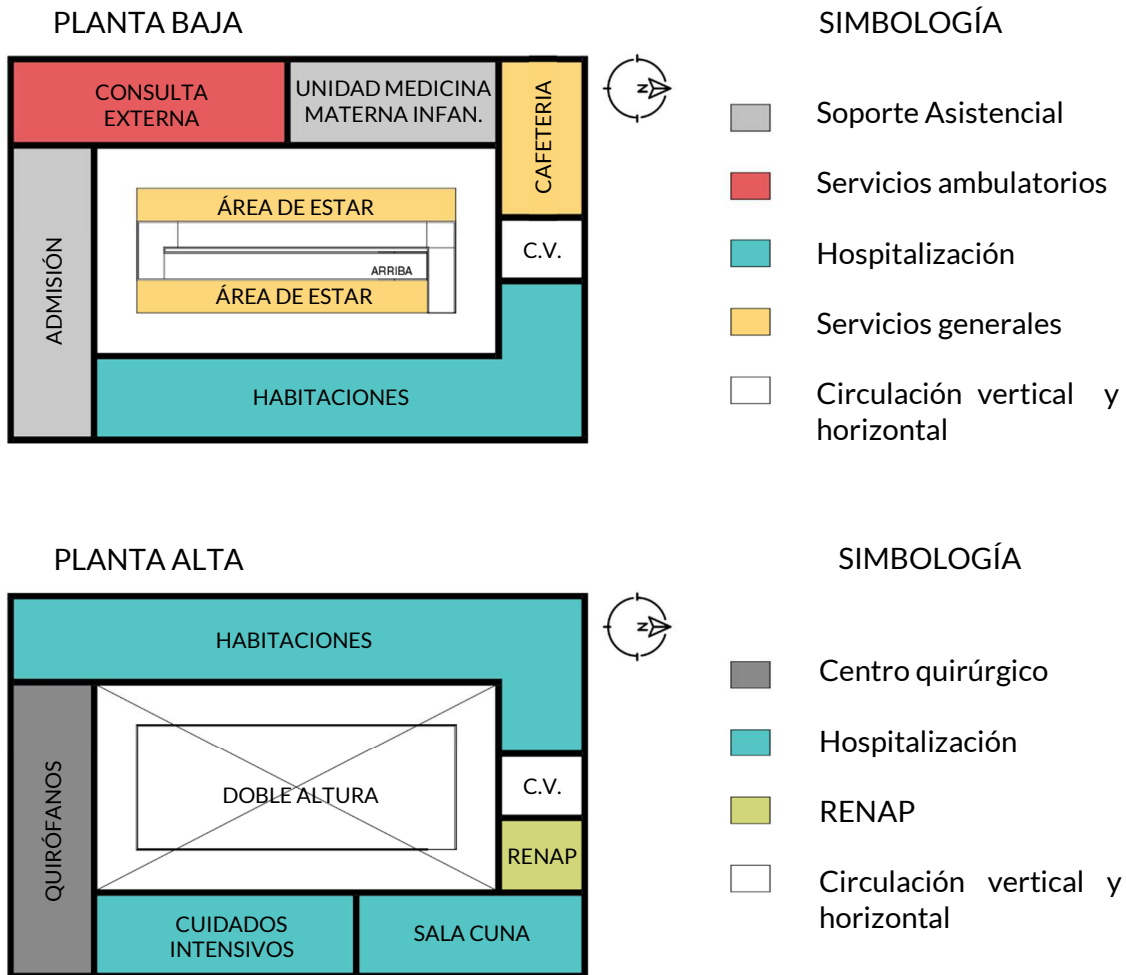 PLANTA BAJA
SIMBOLOGÍA
CONSULTA
EXTERNA
UNIDAD MEDICINA
MATERNA INFAN.
CAFETERIA
N
ÁREA DE ESTAR
C.V.
ARRIBA
ÁREA DE ESTAR
ADMISIÓN
HABITACIONES
Soporte Asistencial
Servicios ambulatorios
Hospitalización
Servicios generales
Circulación vertical y
horizontal
PLANTA ALTA
SIMBOLOGÍA
HABITACIONES
N
QUIRÓFANOS
DOBLE ALTURA
C.V.
RENAP
CUIDADOS
INTENSIVOS
SALA CUNA
Centro quirúrgico
Hospitalización
RENAP
Circulación vertical y
horizontal